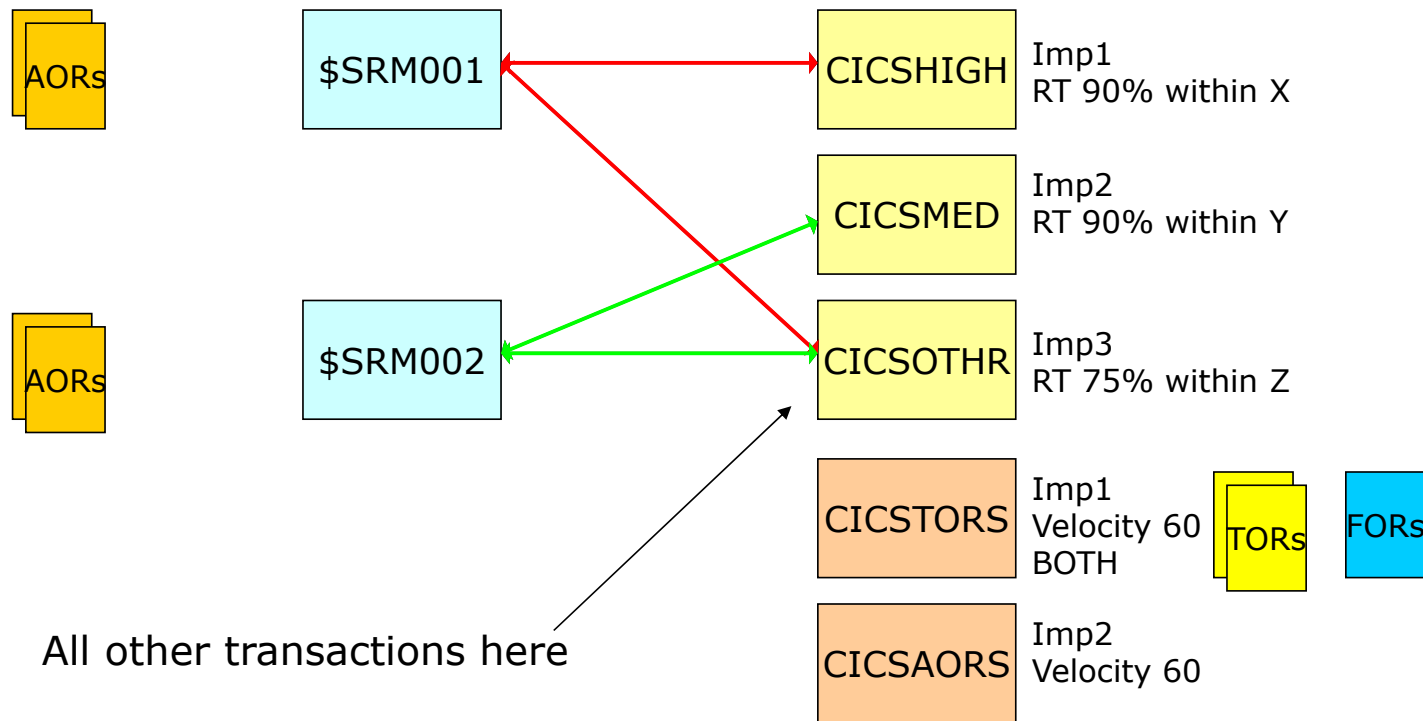 AORs
$SRM001
CICSHIGH
Imp1
RT 90% within X
CICSMED
Imp2
RT 90% within Y
AORs
$SRM002
CICSOTHR
Imp3
RT 75% within Z
CICSTORS
Imp1
Velocity 60
BOTH
TORs
FORs
All other transactions here
CICSAORS
Imp2
Velocity 60